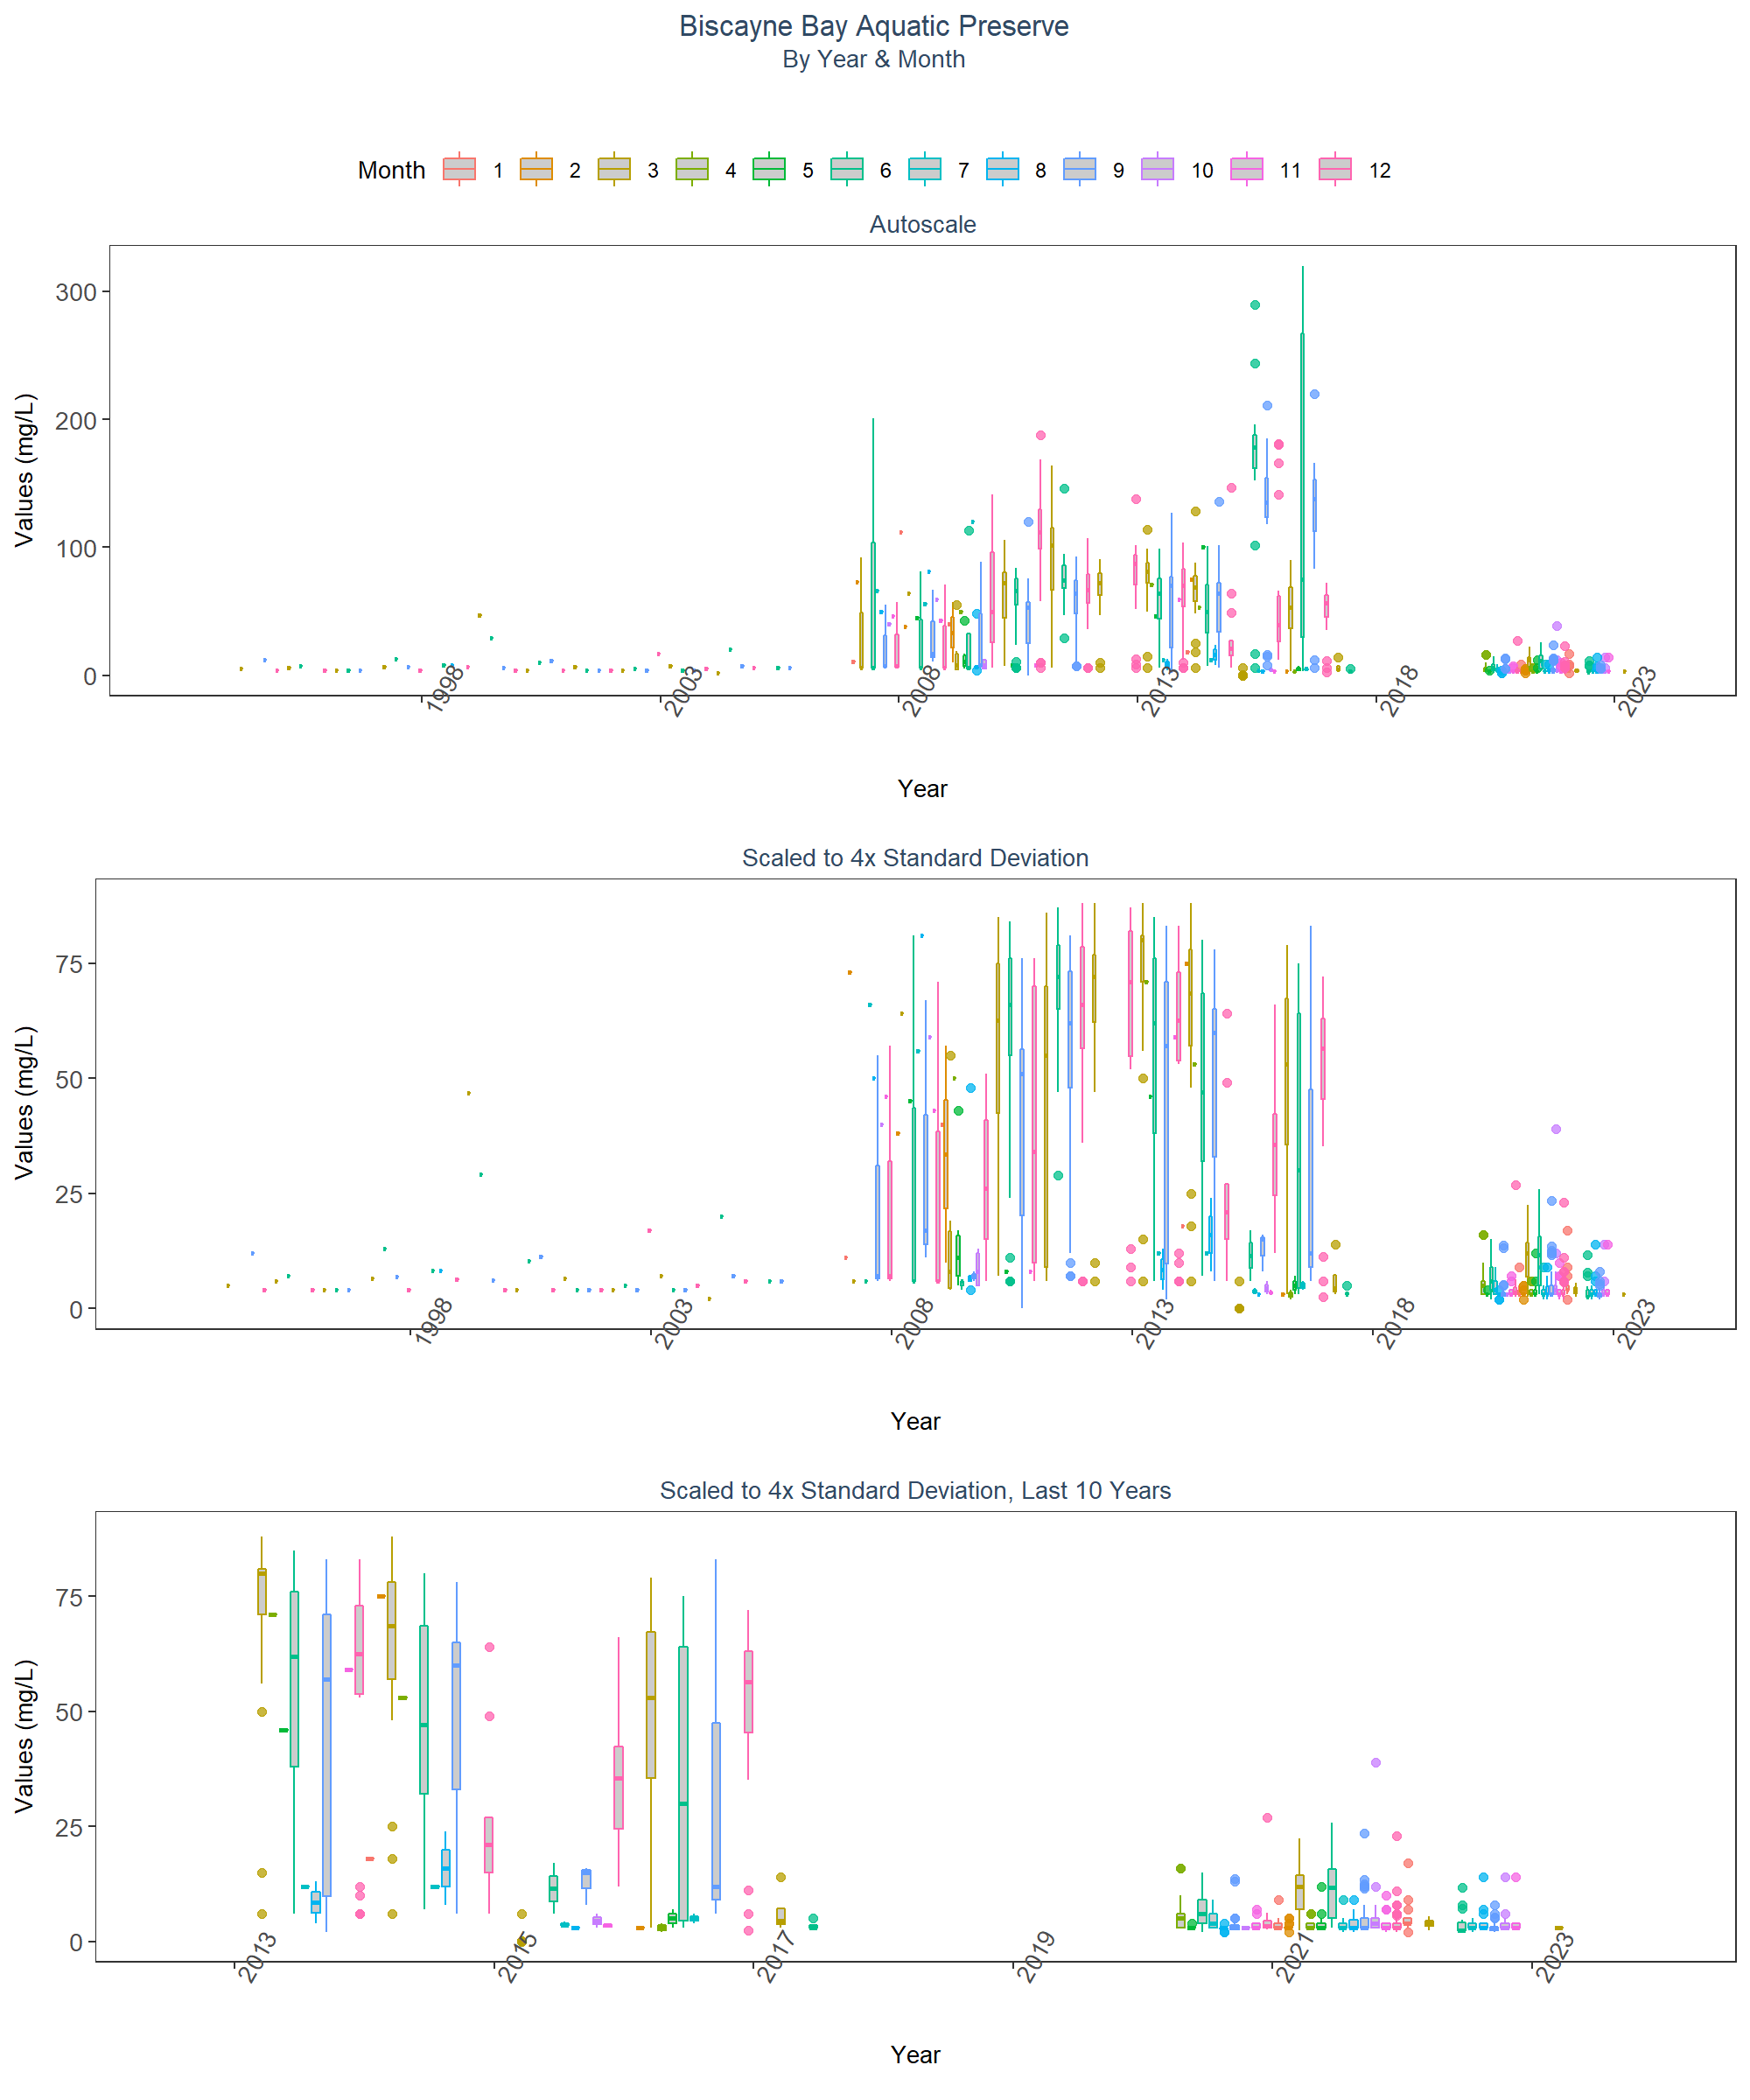 Biscayne Bay Aquatic Preserve
By Year & Month
Month 1 2 3 4 5 6 7 8 9 10 11 12
Autoscale
Values (mg/L)
300
200
100
0
1998 2003 2008 2013 2018 2023
Year
Scaled to 4x Standard Deviation
Values (mg/L)
75
50
25
0
1998 2003 2008 2013 2018 2023
Year
Scaled to 4x Standard Deviation, Last 10 Years
Values (mg/L)
75
50
25
0
2013 2015 2017 2019 2021 2023
Year